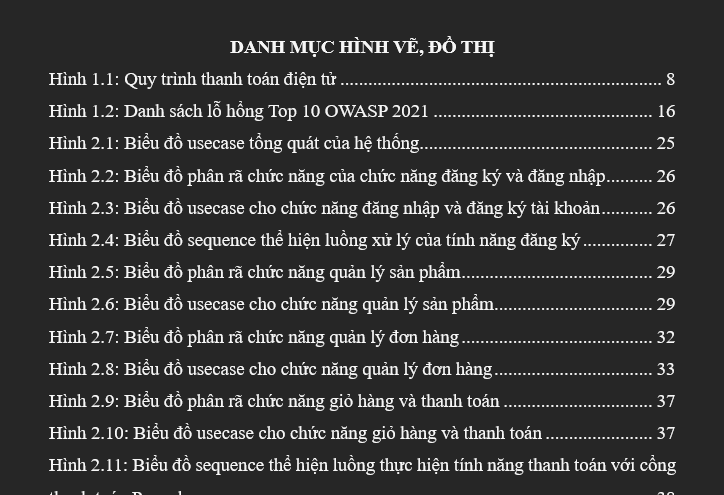 DANH MỤC HÌNH VẼ, ĐỒ THỊ
Hình 1.1: Quy trình thanh toán điện tử .................................................................... 8
Hình 1.2: Danh sách lỗ hổng Top 10 OWASP 2021 .............................................. 16
Hình 2.1: Biểu đồ usecase tổng quát của hệ thống................................................. 25
Hình 2.2: Biểu đồ phân rã chức năng của chức năng đăng ký và đăng nhập.......... 26
Hình 2.3: Biểu đồ usecase cho chức năng đăng nhập và đăng ký tài khoản........... 26
Hình 2.4: Biểu đồ sequence thể hiện luồng xử lý của tính năng đăng ký ............... 27
Hình 2.5: Biểu đồ phân rã chức năng quản lý sản phẩm......................................... 29
Hình 2.6: Biểu đồ usecase cho chức năng quản lý sản phẩm.................................. 29
Hình 2.7: Biểu đồ phân rã chức năng quản lý đơn hàng ......................................... 32
Hình 2.8: Biểu đồ usecase cho chức năng quản lý đơn hàng.................................. 33
Hình 2.9: Biểu đồ phân rã chức năng giỏ hàng và thanh toán ................................ 37
Hình 2.10: Biểu đồ usecase cho chức năng giỏ hàng và thanh toán ....................... 37
Hình 2.11: Biểu đồ sequence thể hiện luồng thực hiện tính năng thanh toán với cổng